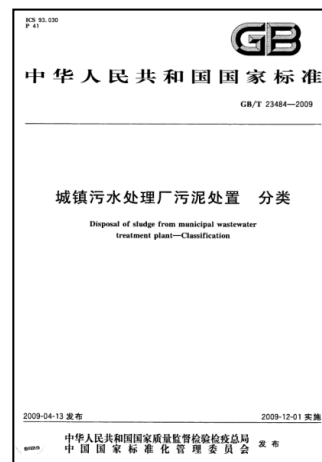 ICS 93.030
P 41
GB
中华人民共和国国家标准
GB/T 23484—2009
城镇污水处理厂污泥处置 分类
Disposal of sludge from municipal wastewater
treatment plant—Classification
2009-04-13 发布
2009-12-01 实施
中华人民共和国国家质量监督检验检疫总局
中国国家标准化管理委员会
发布